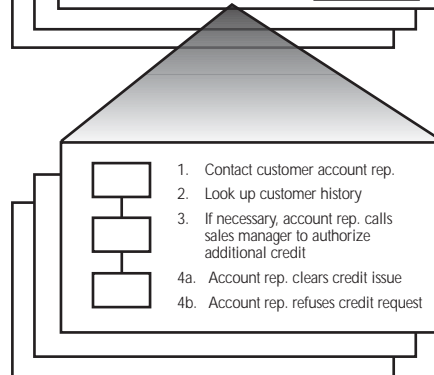 1. Contact customer account rep.
2. Look up customer history
3. If necessary, account rep. calls
sales manager to authorize
additional credit
4a. Account rep. clears credit issue
4b. Account rep. refuses credit request